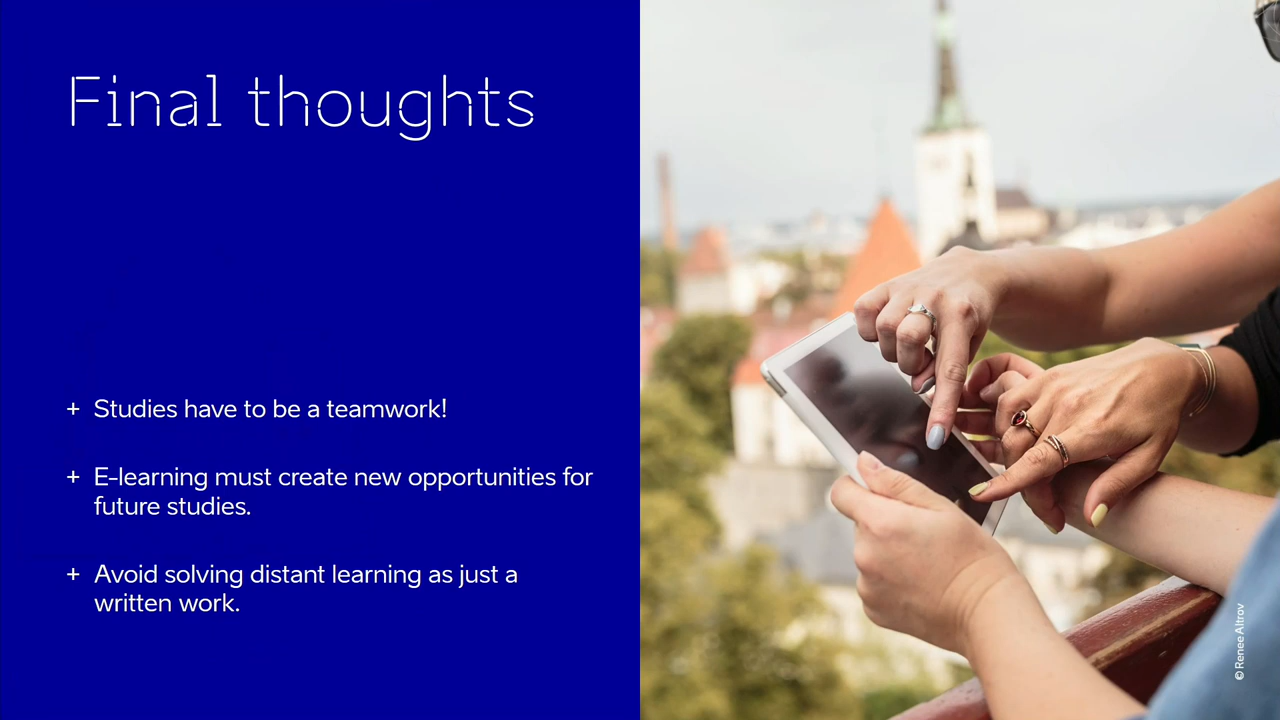 Final thoughts
+ Studies have to be a teamwork!
+ E-learning must create new opportunities for
future studies.
+ Avoid solving distant learning as just a
written work.
© Renee Altrov